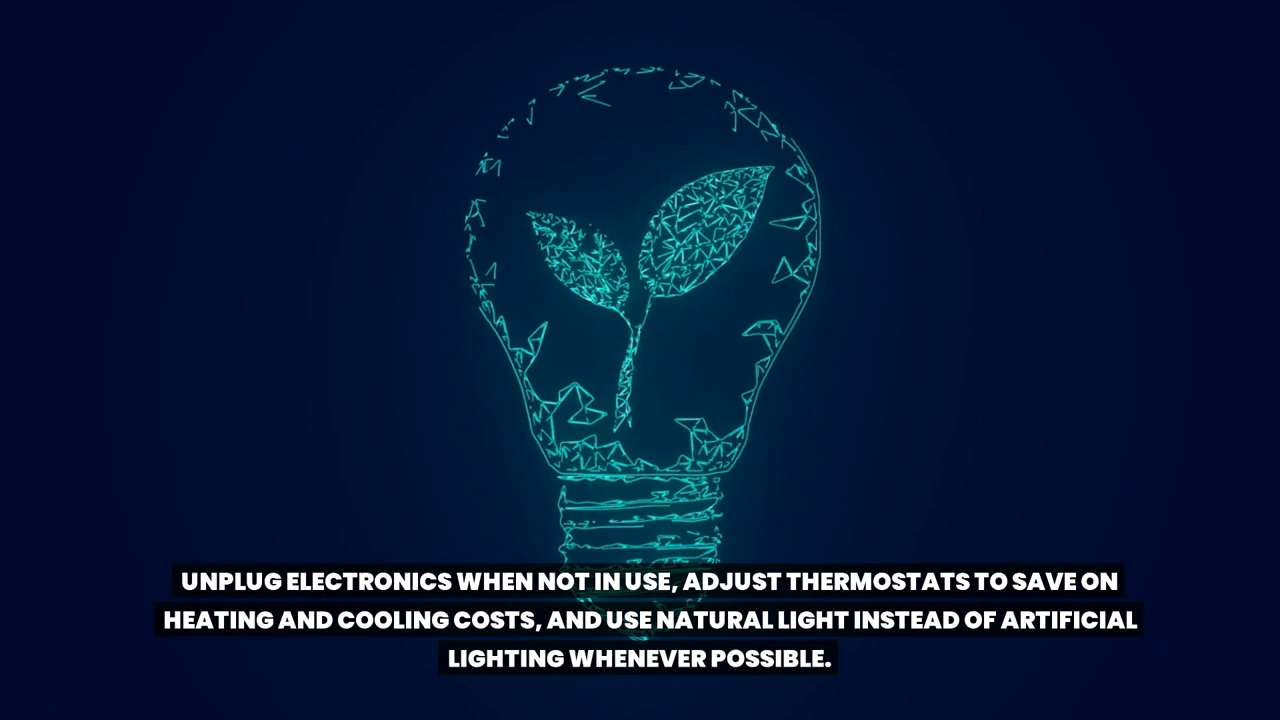 UNPLUG ELECTRONICS WHEN NOT IN USE, ADJUST THERMOSTATS TO SAVE ON
HEATING AND COOLING COSTS, AND USE NATURAL LIGHT INSTEAD OF ARTIFICIAL
LIGHTING WHENEVER POSSIBLE.